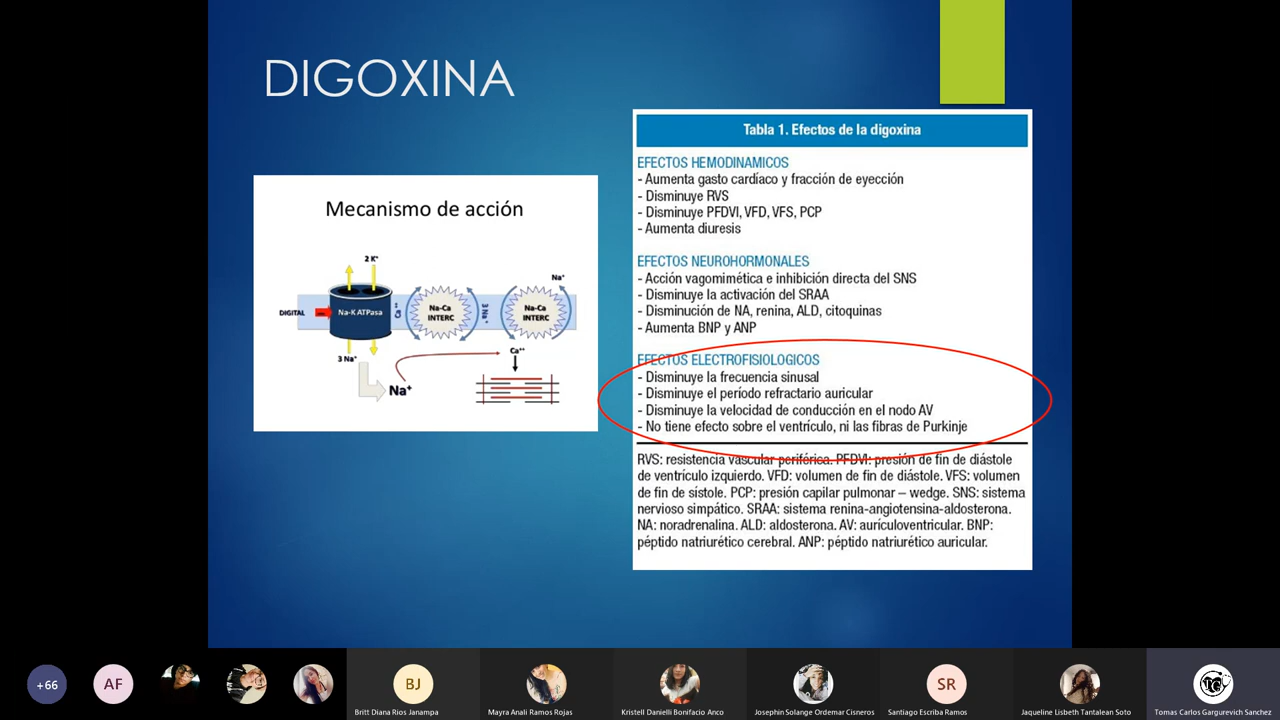 DIGOXINA
Mecanismo de acción
2 K⁺
Na⁺
DIGITAL
Na-K ATPasa
Ca⁺⁺
Na-Ca
INTERC
3 Na⁺
Na-Ca
INTERC
3 Na⁺
Ca⁺⁺
Na⁺
Tabla 1. Efectos de la digoxina
EFECTOS HEMODINAMICOS
- Aumenta gasto cardíaco y fracción de eyección
- Disminuye RVS
- Disminuye PFDVI, VFD, VFS, PCP
- Aumenta diuresis
EFECTOS NEUROHORMONALES
- Acción vagomimética e inhibición directa del SNS
- Disminuye la activación del SRAA
- Disminución de NA, renina, ALD, citoquinas
- Aumenta BNP y ANP
EFECTOS ELECTROFISIOLOGICOS
- Disminuye la frecuencia sinusal
- Disminuye el período refractario auricular
- Disminuye la velocidad de conducción en el nodo AV
- No tiene efecto sobre el ventrículo, ni las fibras de Purkinje
RVS: resistencia vascular periférica. PFDVI: presión de fin de diástole
de ventrículo izquierdo. VFD: volumen de fin de diástole. VFS: volumen
de fin de sístole. PCP: presión capilar pulmonar – wedge. SNS: sistema
nervioso simpático. SRAA: sistema renina-angiotensina-aldosterona.
NA: noradrenalina. ALD: aldosterona. AV: aurículoventricular. BNP:
péptido natriurético cerebral. ANP: péptido natriurético auricular.
+66
AF
BJ
SR
Britt Diana Rios Janampa
Mayra Anali Ramos Rojas
Kristell Danielli Bonifacio Anco
Josephin Solange Ordemar Cisneros
Santiago Escriba Ramos
Jaqueline Lisbeth Tantalean Soto
Tomas Carlos Gargurevich Sanchez